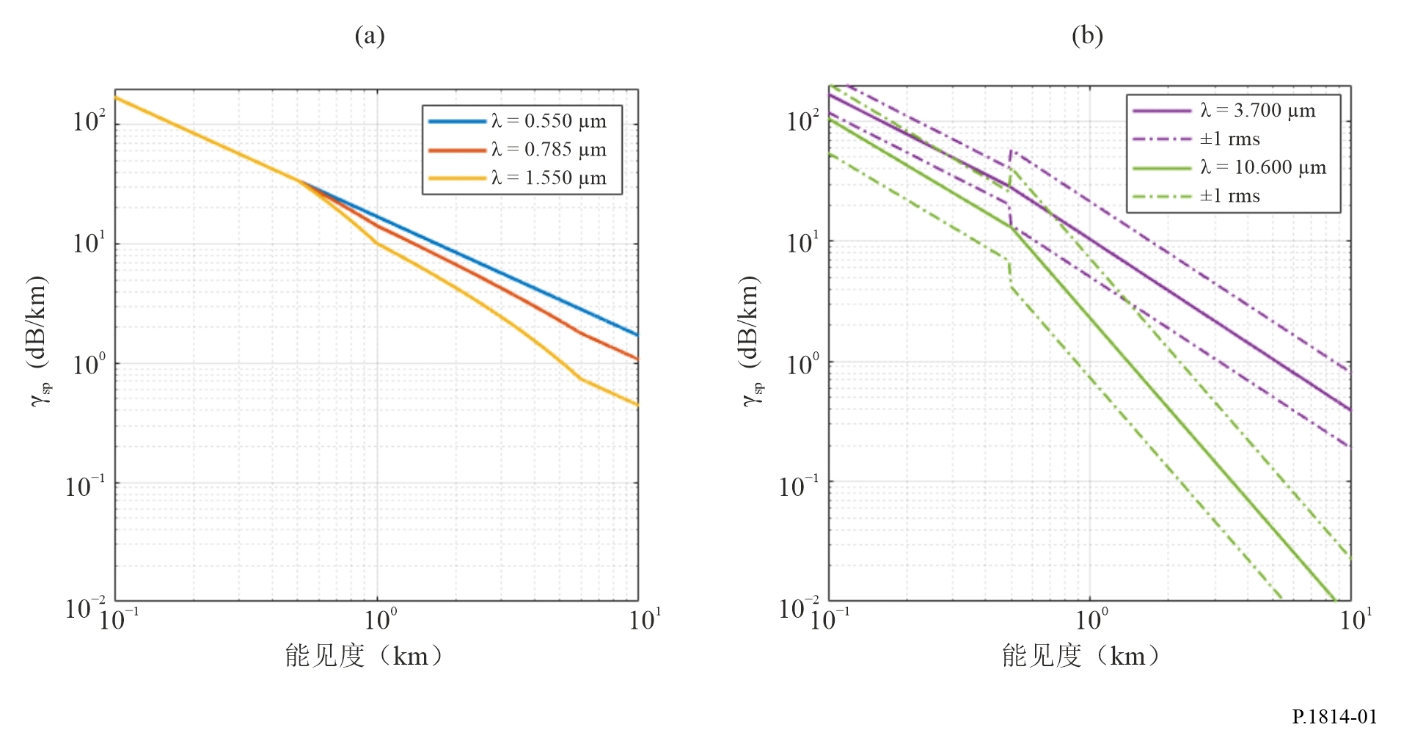 (a)
λ = 0.550 µm
λ = 0.785 µm
λ = 1.550 µm
10²
10¹
10⁰
10⁻¹
10⁻²
γsp (dB/km)
10⁻¹ 10⁰ 10¹
能见度（km）
(b)
λ = 3.700 µm
±1 rms
λ = 10.600 µm
±1 rms
10²
10¹
10⁰
10⁻¹
10⁻²
γsp (dB/km)
10⁻¹ 10⁰ 10¹
能见度（km）
P.1814-01